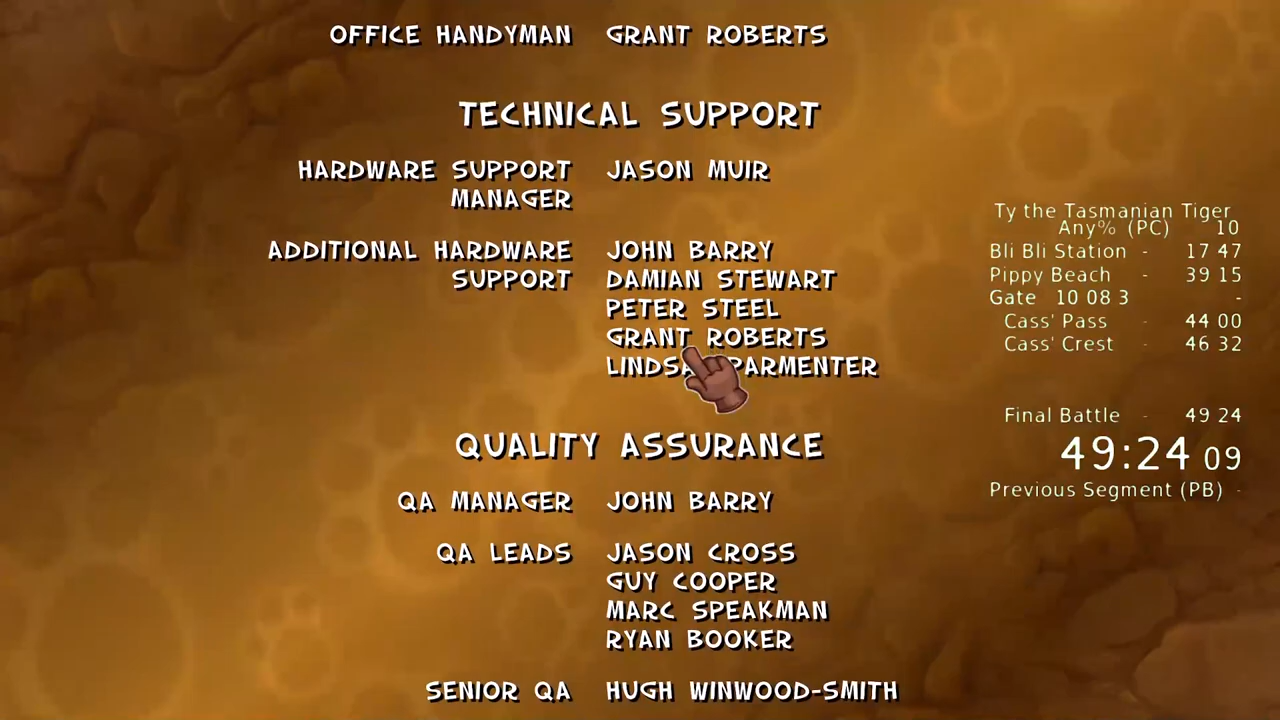 OFFICE HANDYMAN GRANT ROBERTS
TECHNICAL SUPPORT
HARDWARE SUPPORT JASON MUIR
MANAGER
ADDITIONAL HARDWARE JOHN BARRY
SUPPORT DAMIAN STEWART
PETER STEEL
GRANT ROBERTS
PARMENTER
QUALITY ASSURANCE
QA MANAGER JOHN BARRY
QA LEADS JASON CROSS
GUY COOPER
MARC SPEAKMAN
RYAN BOOKER
SENIOR QA HUGH WINWOOD-SMITH
Ty the Tasmanian Tiger
Any% (PC) 10
Bli Bli Station - 17 47
Pippy Beach - 39 15
Gate 10 08 3 -
Cass' Pass - 44 00
Cass' Crest - 46 32
Final Battle - 49 24
49:24 09
Previous Segment (PB) -